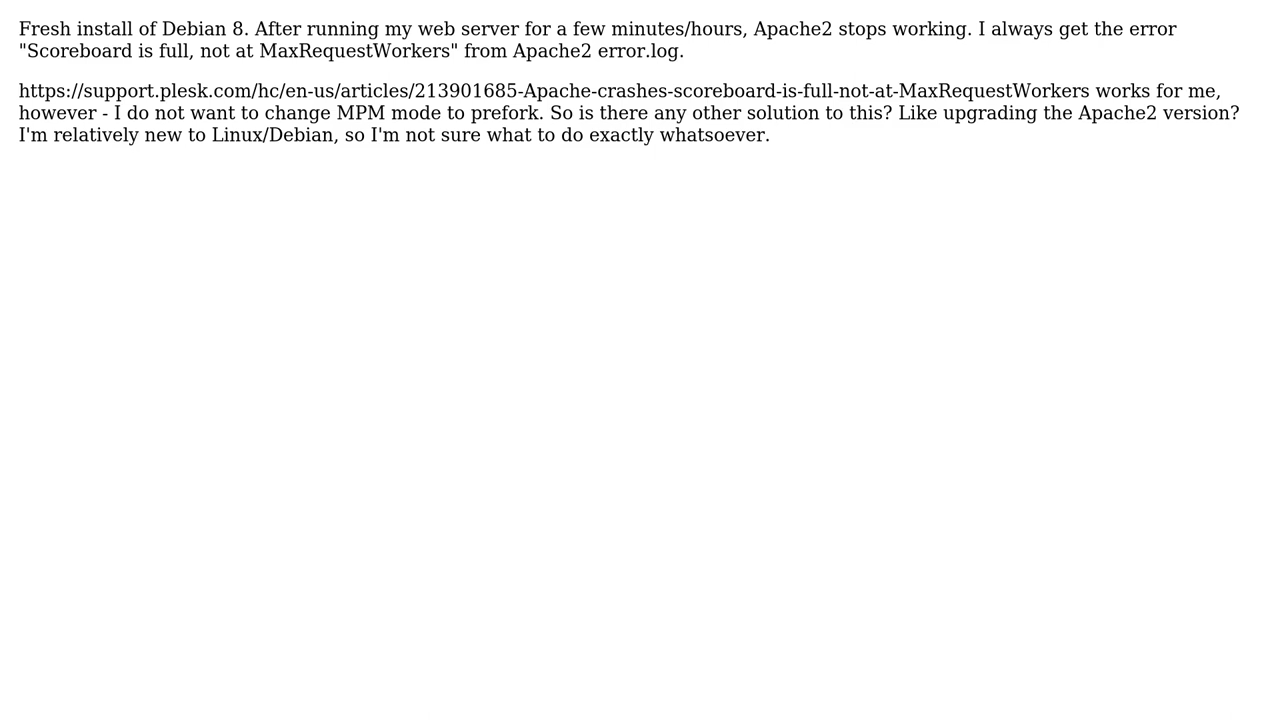 Fresh install of Debian 8. After running my web server for a few minutes/hours, Apache2 stops working. I always get the error
"Scoreboard is full, not at MaxRequestWorkers" from Apache2 error.log.
https://support.plesk.com/hc/en-us/articles/213901685-Apache-crashes-scoreboard-is-full-not-at-MaxRequestWorkers works for me,
however - I do not want to change MPM mode to prefork. So is there any other solution to this? Like upgrading the Apache2 version?
I'm relatively new to Linux/Debian, so I'm not sure what to do exactly whatsoever.